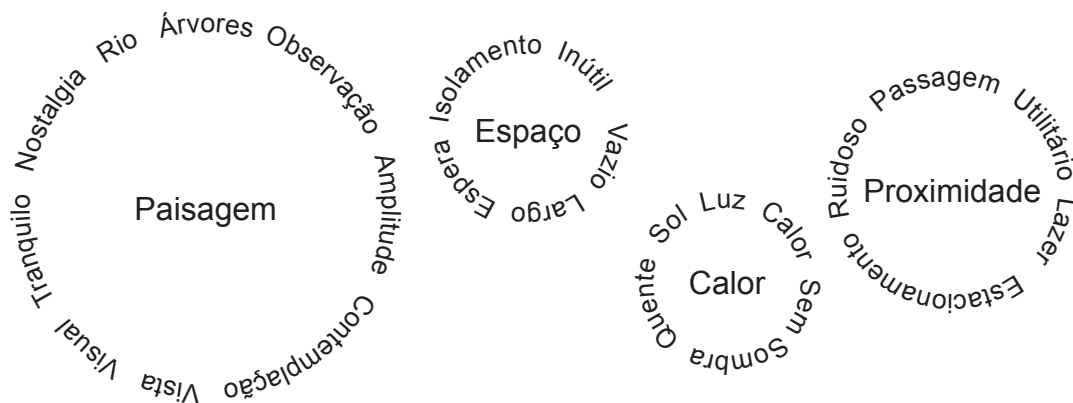 Paisagem
Rio Árvores Observação Amplitude Contemplação Vista Visual Tranquilo Nostalgia
Espaço
Isolamento Inútil Vazio Largo Espera
Calor
Sol Luz Calor Sem Sombra Quente
Proximidade
Ruidoso Passagem Utilitário Lazer Estacionamento